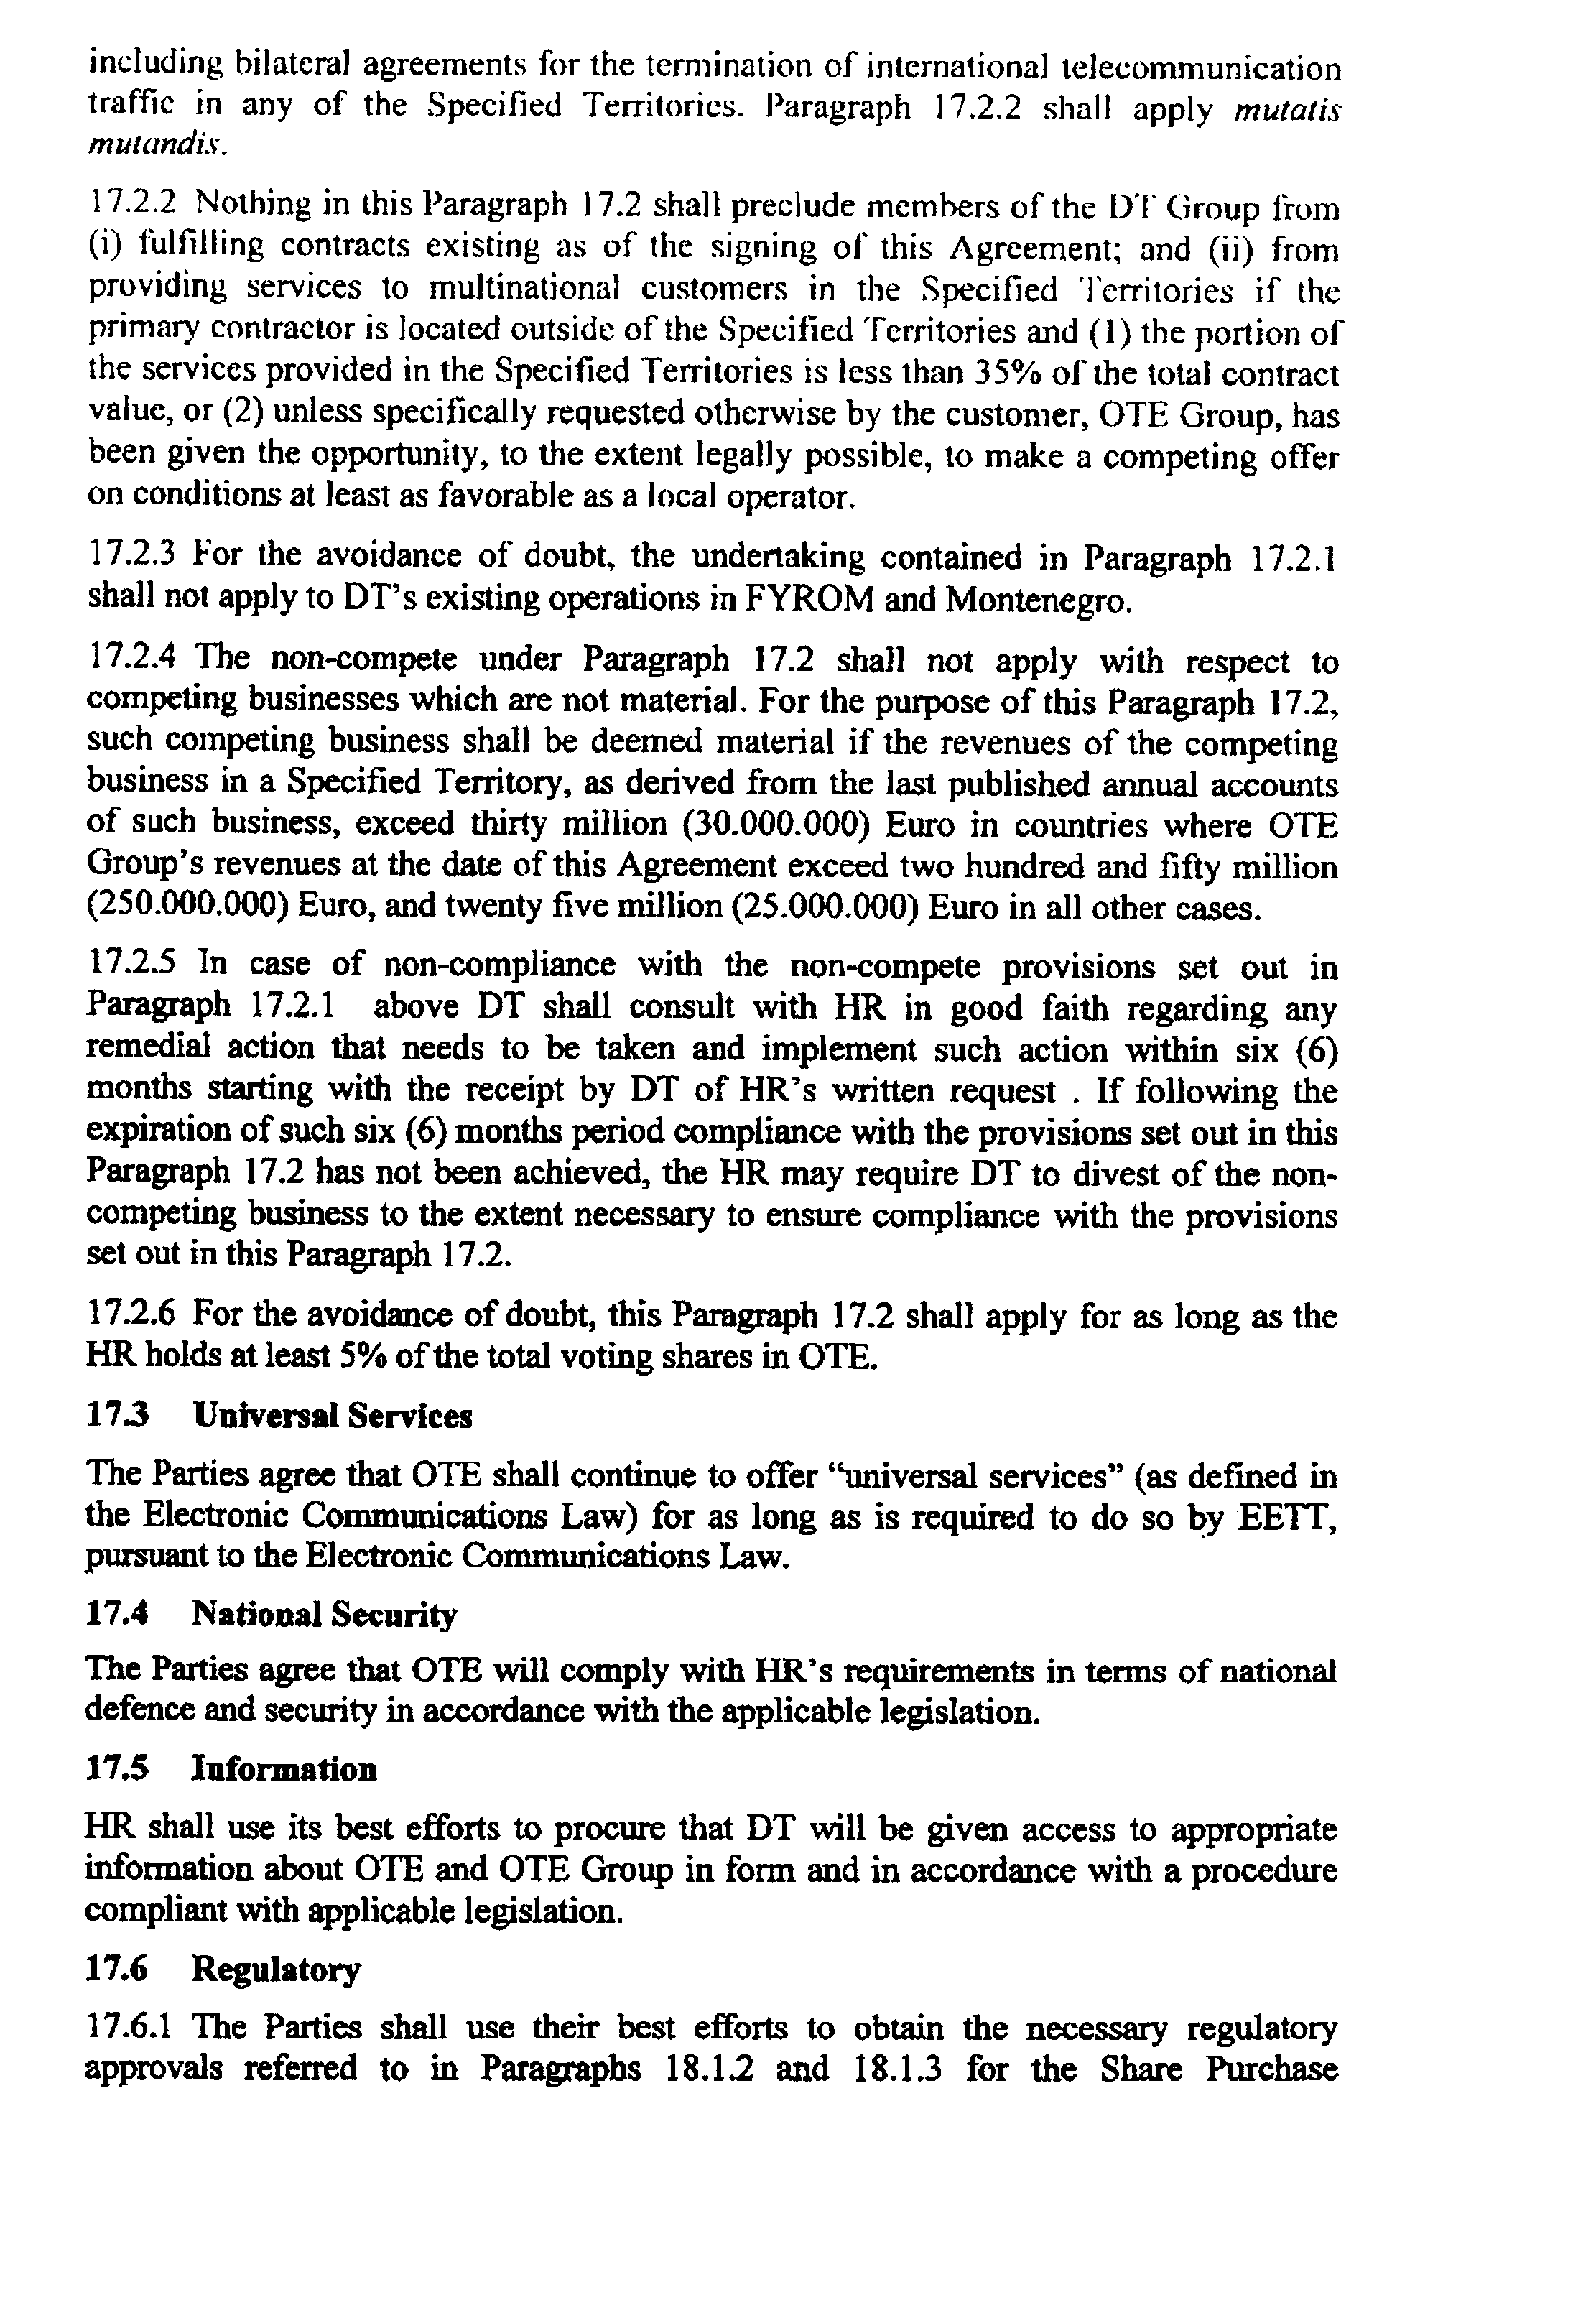 including bilateral agreements for the termination of international telecommunication
traffic in any of the Specified Territories. Paragraph 17.2.2 shall apply mutatis
mutandis.
17.2.2 Nothing in this Paragraph 17.2 shall preclude members of the DT Group from
(i) fulfilling contracts existing as of the signing of this Agreement; and (ii) from
providing services to multinational customers in the Specified Territories if the
primary contractor is located outside of the Specified Territories and (1) the portion of
the services provided in the Specified Territories is less than 35% of the total contract
value, or (2) unless specifically requested otherwise by the customer, OTE Group, has
been given the opportunity, to the extent legally possible, to make a competing offer
on conditions at least as favorable as a local operator.
17.2.3 For the avoidance of doubt, the undertaking contained in Paragraph 17.2.1
shall not apply to DT's existing operations in FYROM and Montenegro.
17.2.4 The non-compete under Paragraph 17.2 shall not apply with respect to
competing businesses which are not material. For the purpose of this Paragraph 17.2,
such competing business shall be deemed material if the revenues of the competing
business in a Specified Territory, as derived from the last published annual accounts
of such business, exceed thirty million (30.000.000) Euro in countries where OTE
Group's revenues at the date of this Agreement exceed two hundred and fifty million
(250.000.000) Euro, and twenty five million (25.000.000) Euro in all other cases.
17.2.5 In case of non-compliance with the non-compete provisions set out in
Paragraph 17.2.1 above DT shall consult with HR in good faith regarding any
remedial action that needs to be taken and implement such action within six (6)
months starting with the receipt by DT of HR's written request . If following the
expiration of such six (6) months period compliance with the provisions set out in this
Paragraph 17.2 has not been achieved, the HR may require DT to divest of the non-
competing business to the extent necessary to ensure compliance with the provisions
set out in this Paragraph 17.2.
17.2.6 For the avoidance of doubt, this Paragraph 17.2 shall apply for as long as the
HR holds at least 5% of the total voting shares in OTE.
17.3 Universal Services
The Parties agree that OTE shall continue to offer "universal services" (as defined in
the Electronic Communications Law) for as long as is required to do so by EETT,
pursuant to the Electronic Communications Law.
17.4 National Security
The Parties agree that OTE will comply with HR's requirements in terms of national
defence and security in accordance with the applicable legislation.
17.5 Information
HR shall use its best efforts to procure that DT will be given access to appropriate
information about OTE and OTE Group in form and in accordance with a procedure
compliant with applicable legislation.
17.6 Regulatory
17.6.1 The Parties shall use their best efforts to obtain the necessary regulatory
approvals referred to in Paragraphs 18.1.2 and 18.1.3 for the Share Purchase